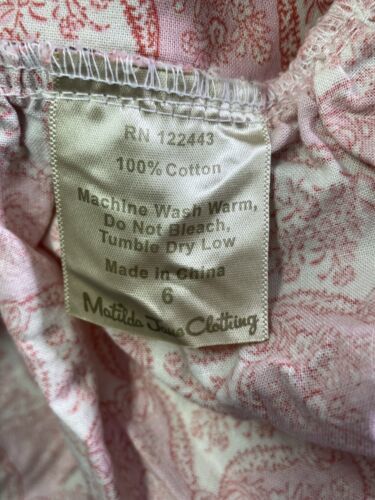 RN 122443
100% Cotton
Machine Wash Warm,
Do Not Bleach,
Tumble Dry Low
Made in China
6
Matilda Jane Clothing